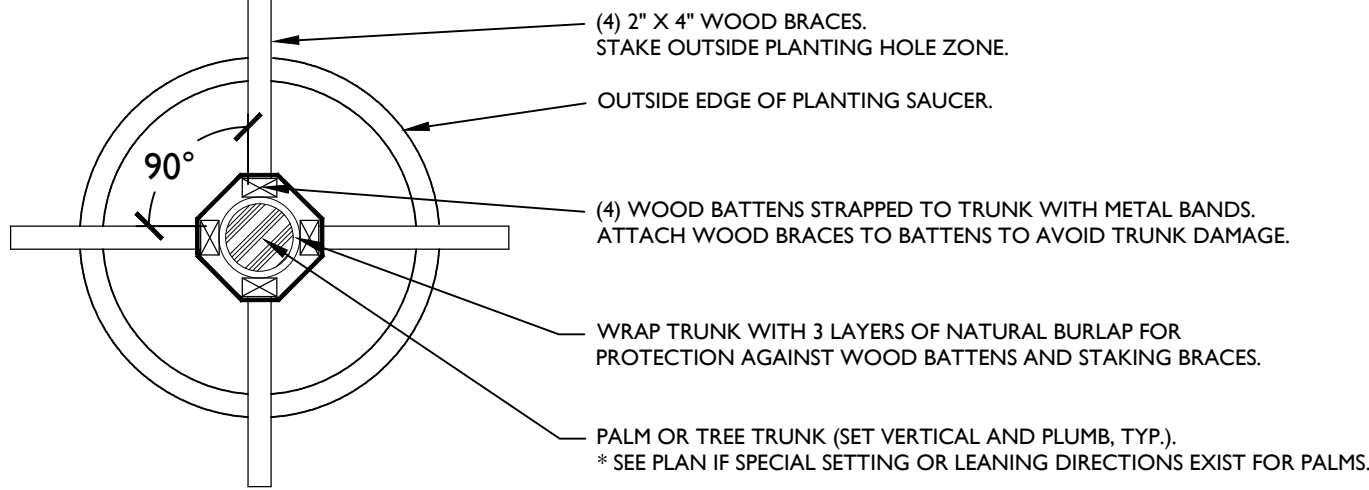 (4) 2" X 4" WOOD BRACES.
STAKE OUTSIDE PLANTING HOLE ZONE.
OUTSIDE EDGE OF PLANTING SAUCER.
90°
(4) WOOD BATTENS STRAPPED TO TRUNK WITH METAL BANDS.
ATTACH WOOD BRACES TO BATTENS TO AVOID TRUNK DAMAGE.
WRAP TRUNK WITH 3 LAYERS OF NATURAL BURLAP FOR
PROTECTION AGAINST WOOD BATTENS AND STAKING BRACES.
PALM OR TREE TRUNK (SET VERTICAL AND PLUMB, TYP.).
* SEE PLAN IF SPECIAL SETTING OR LEANING DIRECTIONS EXIST FOR PALMS.